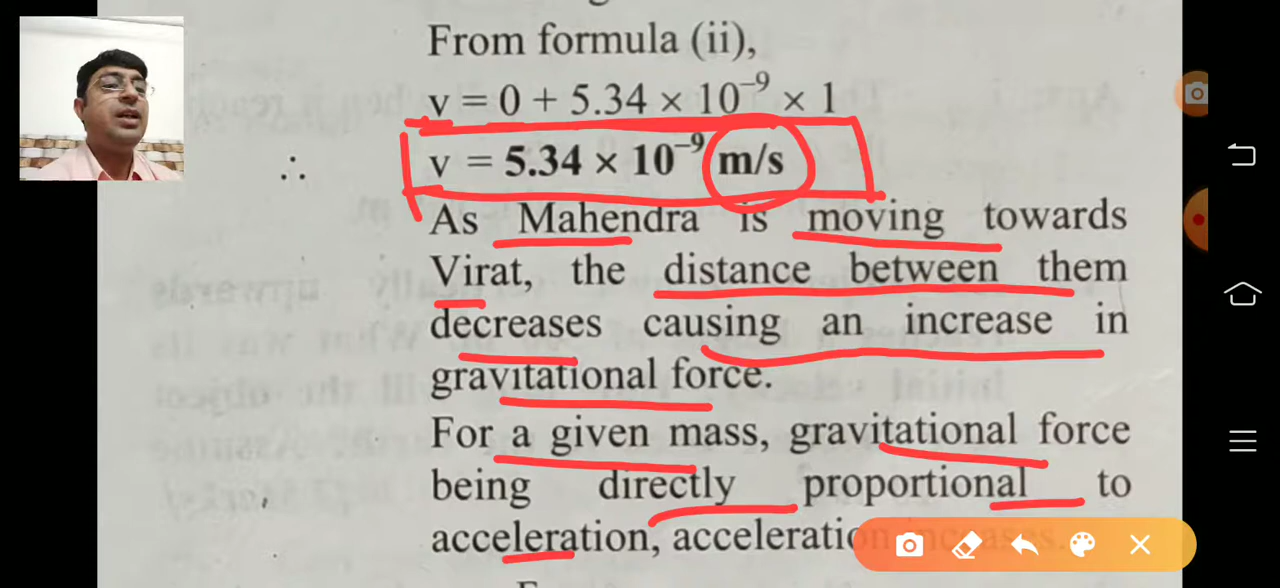 From formula (ii),
v = 0 + 5.34 × 10⁻⁹ × 1
∴ v = 5.34 × 10⁻⁹ m/s
As Mahendra is moving towards
Virat, the distance between them
decreases causing an increase in
gravitational force.
For a given mass, gravitational force
being directly proportional to
acceleration, acceleration increases.